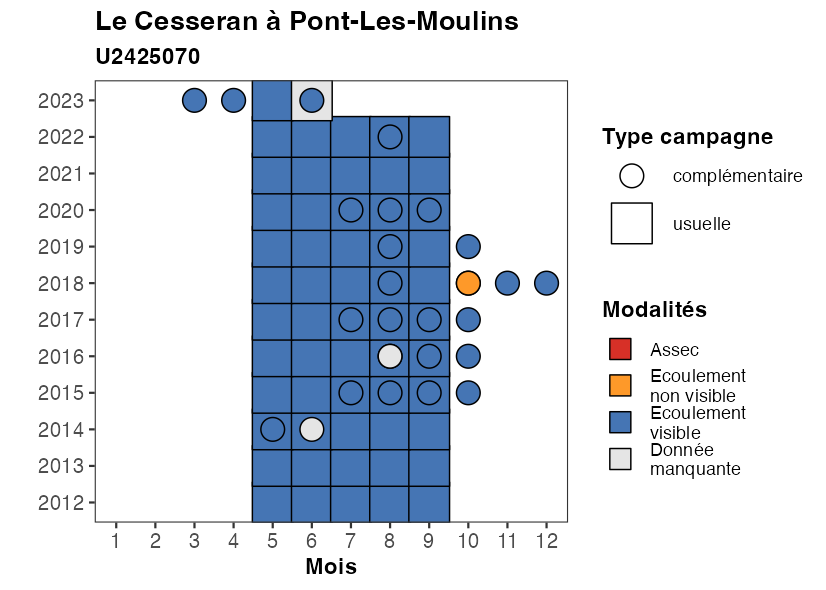 Le Cesseran à Pont-Les-Moulins
U2425070
2023
2022
2021
2020
2019
2018
2017
2016
2015
2014
2013
2012
1 2 3 4 5 6 7 8 9 10 11 12
Mois
Type campagne
complémentaire
usuelle
Modalités
Assec
Ecoulement
non visible
Ecoulement
visible
Donnée
manquante